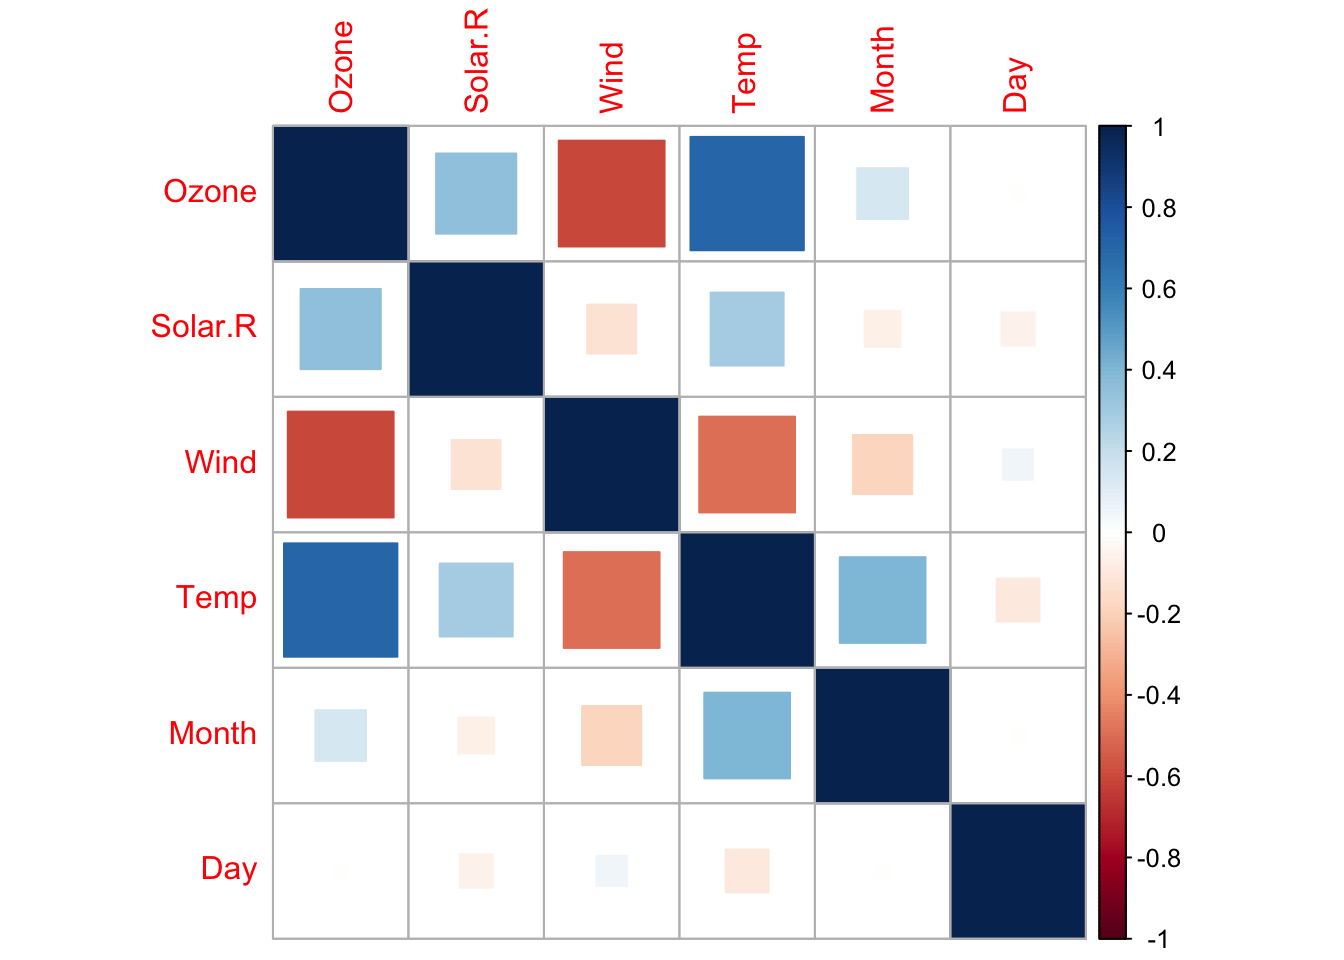 Ozone
Solar.R
Wind
Temp
Month
Day
Ozone
Solar.R
Wind
Temp
Month
Day
1
0.8
0.6
0.4
0.2
0
-0.2
-0.4
-0.6
-0.8
-1